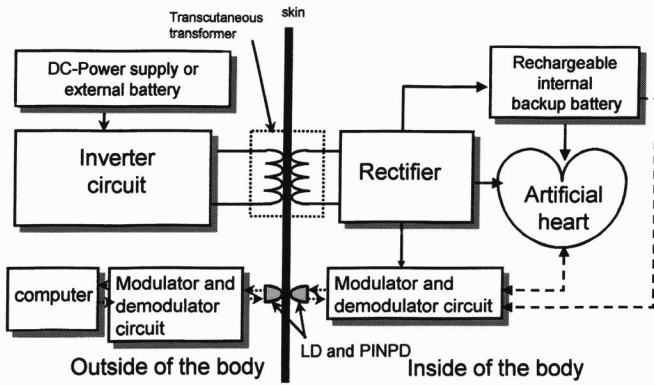 skin
Transcutaneous
transformer
DC-Power supply or
external battery
Rechargeable
internal
backup battery
Inverter
circuit
Rectifier
Artificial
heart
computer
Modulator and
demodulator
circuit
Modulator and
demodulator circuit
LD and PINPD
Outside of the body
Inside of the body